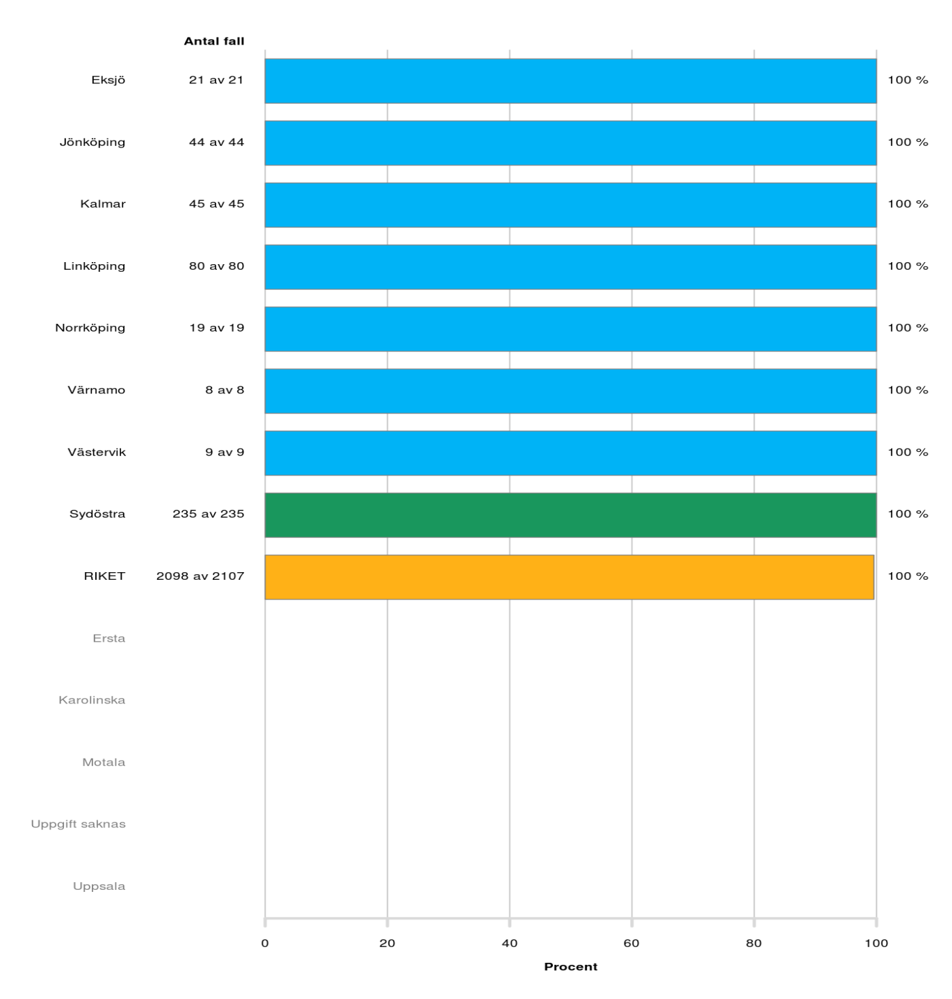 Antal fall
Eksjö 21 av 21 100 %
Jönköping 44 av 44 100 %
Kalmar 45 av 45 100 %
Linköping 80 av 80 100 %
Norrköping 19 av 19 100 %
Värnamo 8 av 8 100 %
Västervik 9 av 9 100 %
Sydöstra 235 av 235 100 %
RIKET 2098 av 2107 100 %
Ersta
Karolinska
Motala
Uppgift saknas
Uppsala
0 20 40 60 80 100
Procent